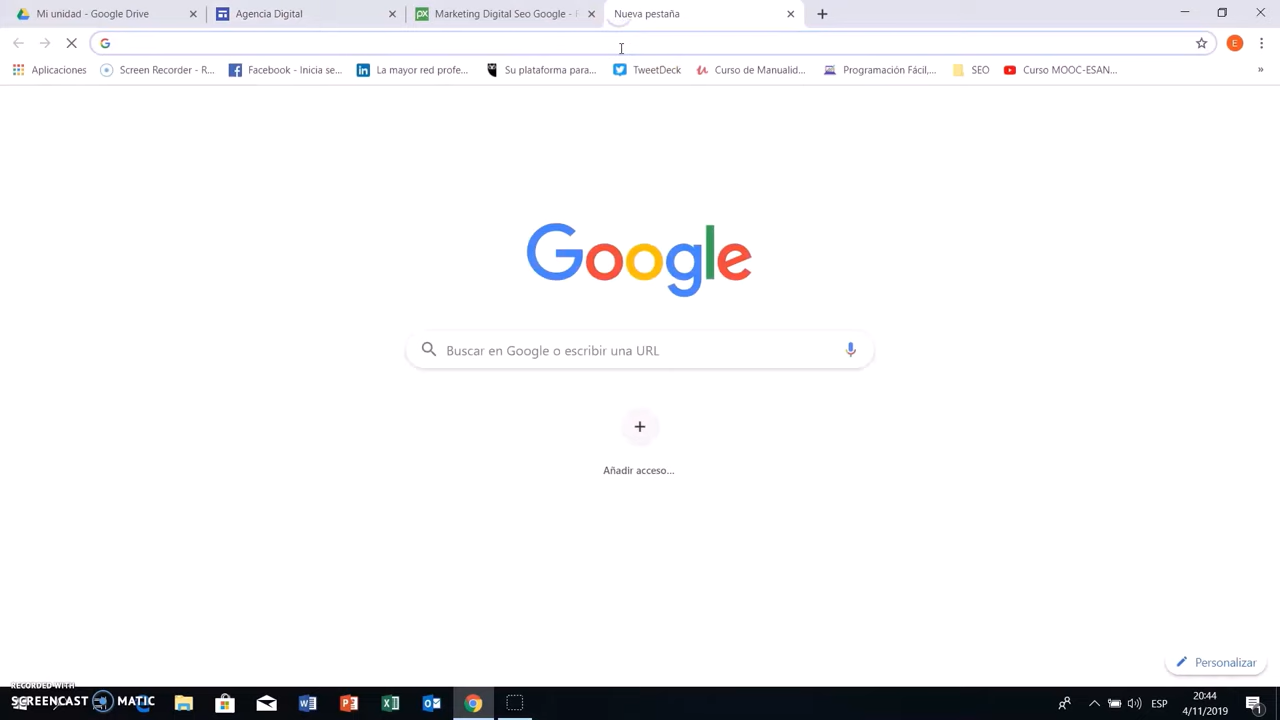 Mi unidad - Google Drive
Agencia Digital
Marketing Digital Seo Google -
Nueva pestaña
E
Aplicaciones
Screen Recorder - R...
Facebook - Inicia se...
La mayor red profe...
Su plataforma para...
TweetDeck
Curso de Manualid...
Programación Fácil,...
SEO
Curso MOOC-ESAN...
»
Google
Buscar en Google o escribir una URL
Añadir acceso...
Personalizar
RECORDED WITH
SCREENCAST MATIC
ESP
20:44
4/11/2019